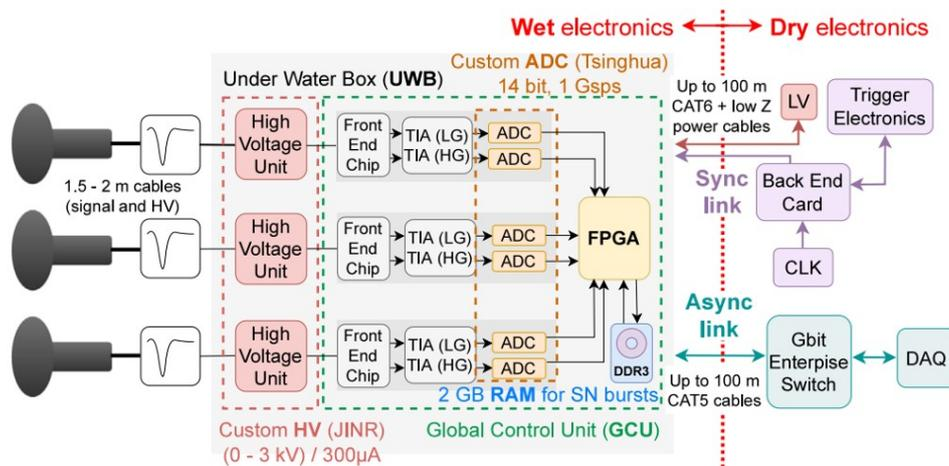 Wet electronics
Dry electronics
Custom ADC (Tsinghua)
14 bit, 1 Gsps
Under Water Box (UWB)
Up to 100 m
CAT6 + low Z
power cables
LV
Trigger
Electronics
1.5 - 2 m cables
(signal and HV)
High
Voltage
Unit
Front
End
Chip
TIA (LG)
TIA (HG)
ADC
ADC
Sync
link
Back End
Card
CLK
High
Voltage
Unit
Front
End
Chip
TIA (LG)
TIA (HG)
ADC
ADC
FPGA
High
Voltage
Unit
Front
End
Chip
TIA (LG)
TIA (HG)
ADC
ADC
DDR3
2 GB RAM for SN bursts
Async
link
Up to 100 m
CAT5 cables
Gbit
Enterpise
Switch
DAQ
Custom HV (JINR)
(0 - 3 kV) / 300μA
Global Control Unit (GCU)